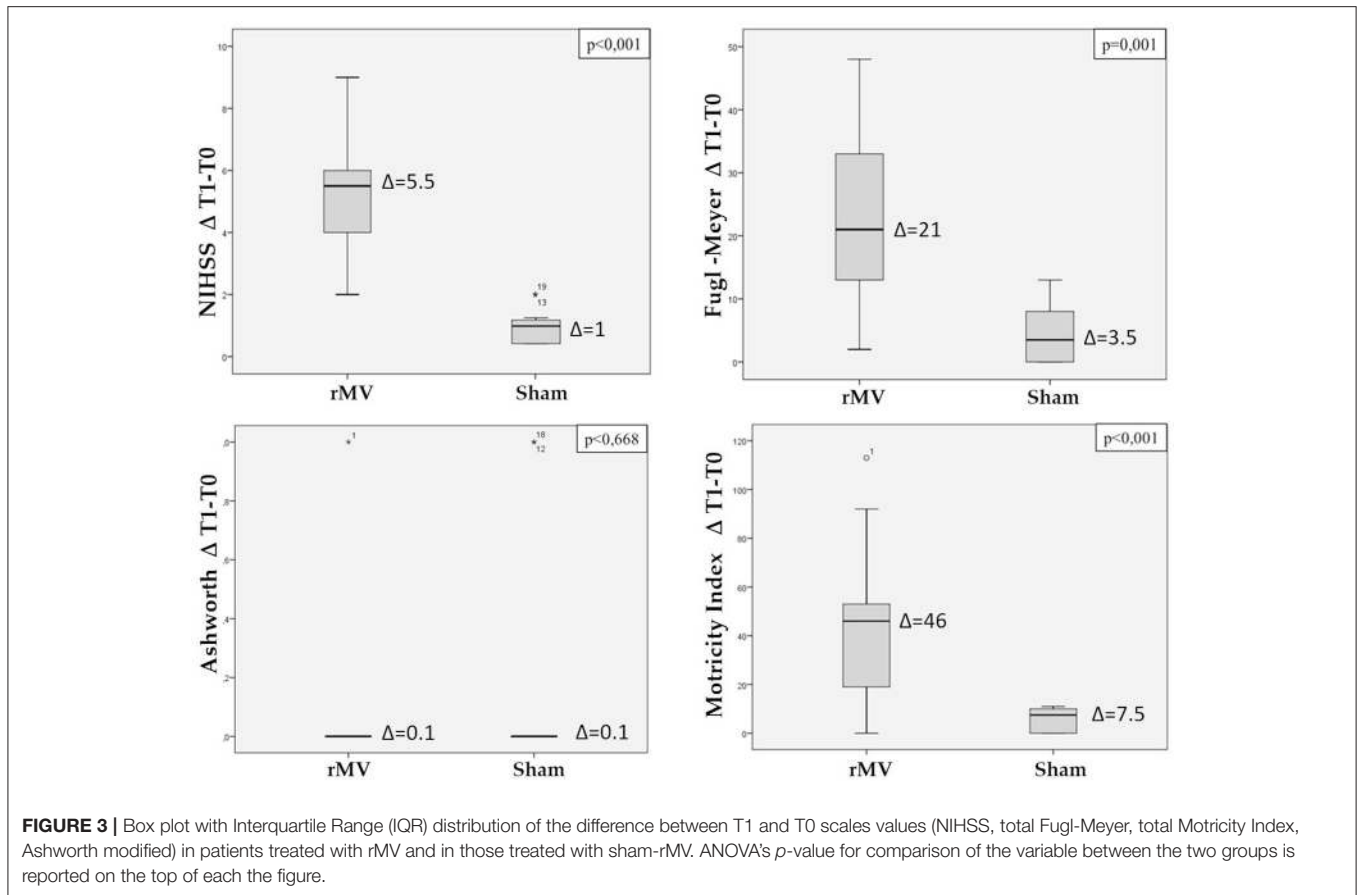 p<0,001
10
8
6
4
2
0
NIHSS Δ T1-T0
Δ=5.5
19
13
Δ=1
rMV Sham
p=0,001
50
40
30
20
10
0
Fugl -Meyer Δ T1-T0
Δ=21
Δ=3.5
rMV Sham
p<0,668
,0
,8
,6
,4
,2
,0
Ashworth Δ T1-T0
1
18
12
Δ=0.1
Δ=0.1
rMV Sham
p<0,001
120
100
80
60
40
20
0
Motricity Index Δ T1-T0
1
Δ=46
Δ=7.5
rMV Sham
FIGURE 3 | Box plot with Interquartile Range (IQR) distribution of the difference between T1 and T0 scales values (NIHSS, total Fugl-Meyer, total Motricity Index,
Ashworth modified) in patients treated with rMV and in those treated with sham-rMV. ANOVA's p-value for comparison of the variable between the two groups is
reported on the top of each the figure.